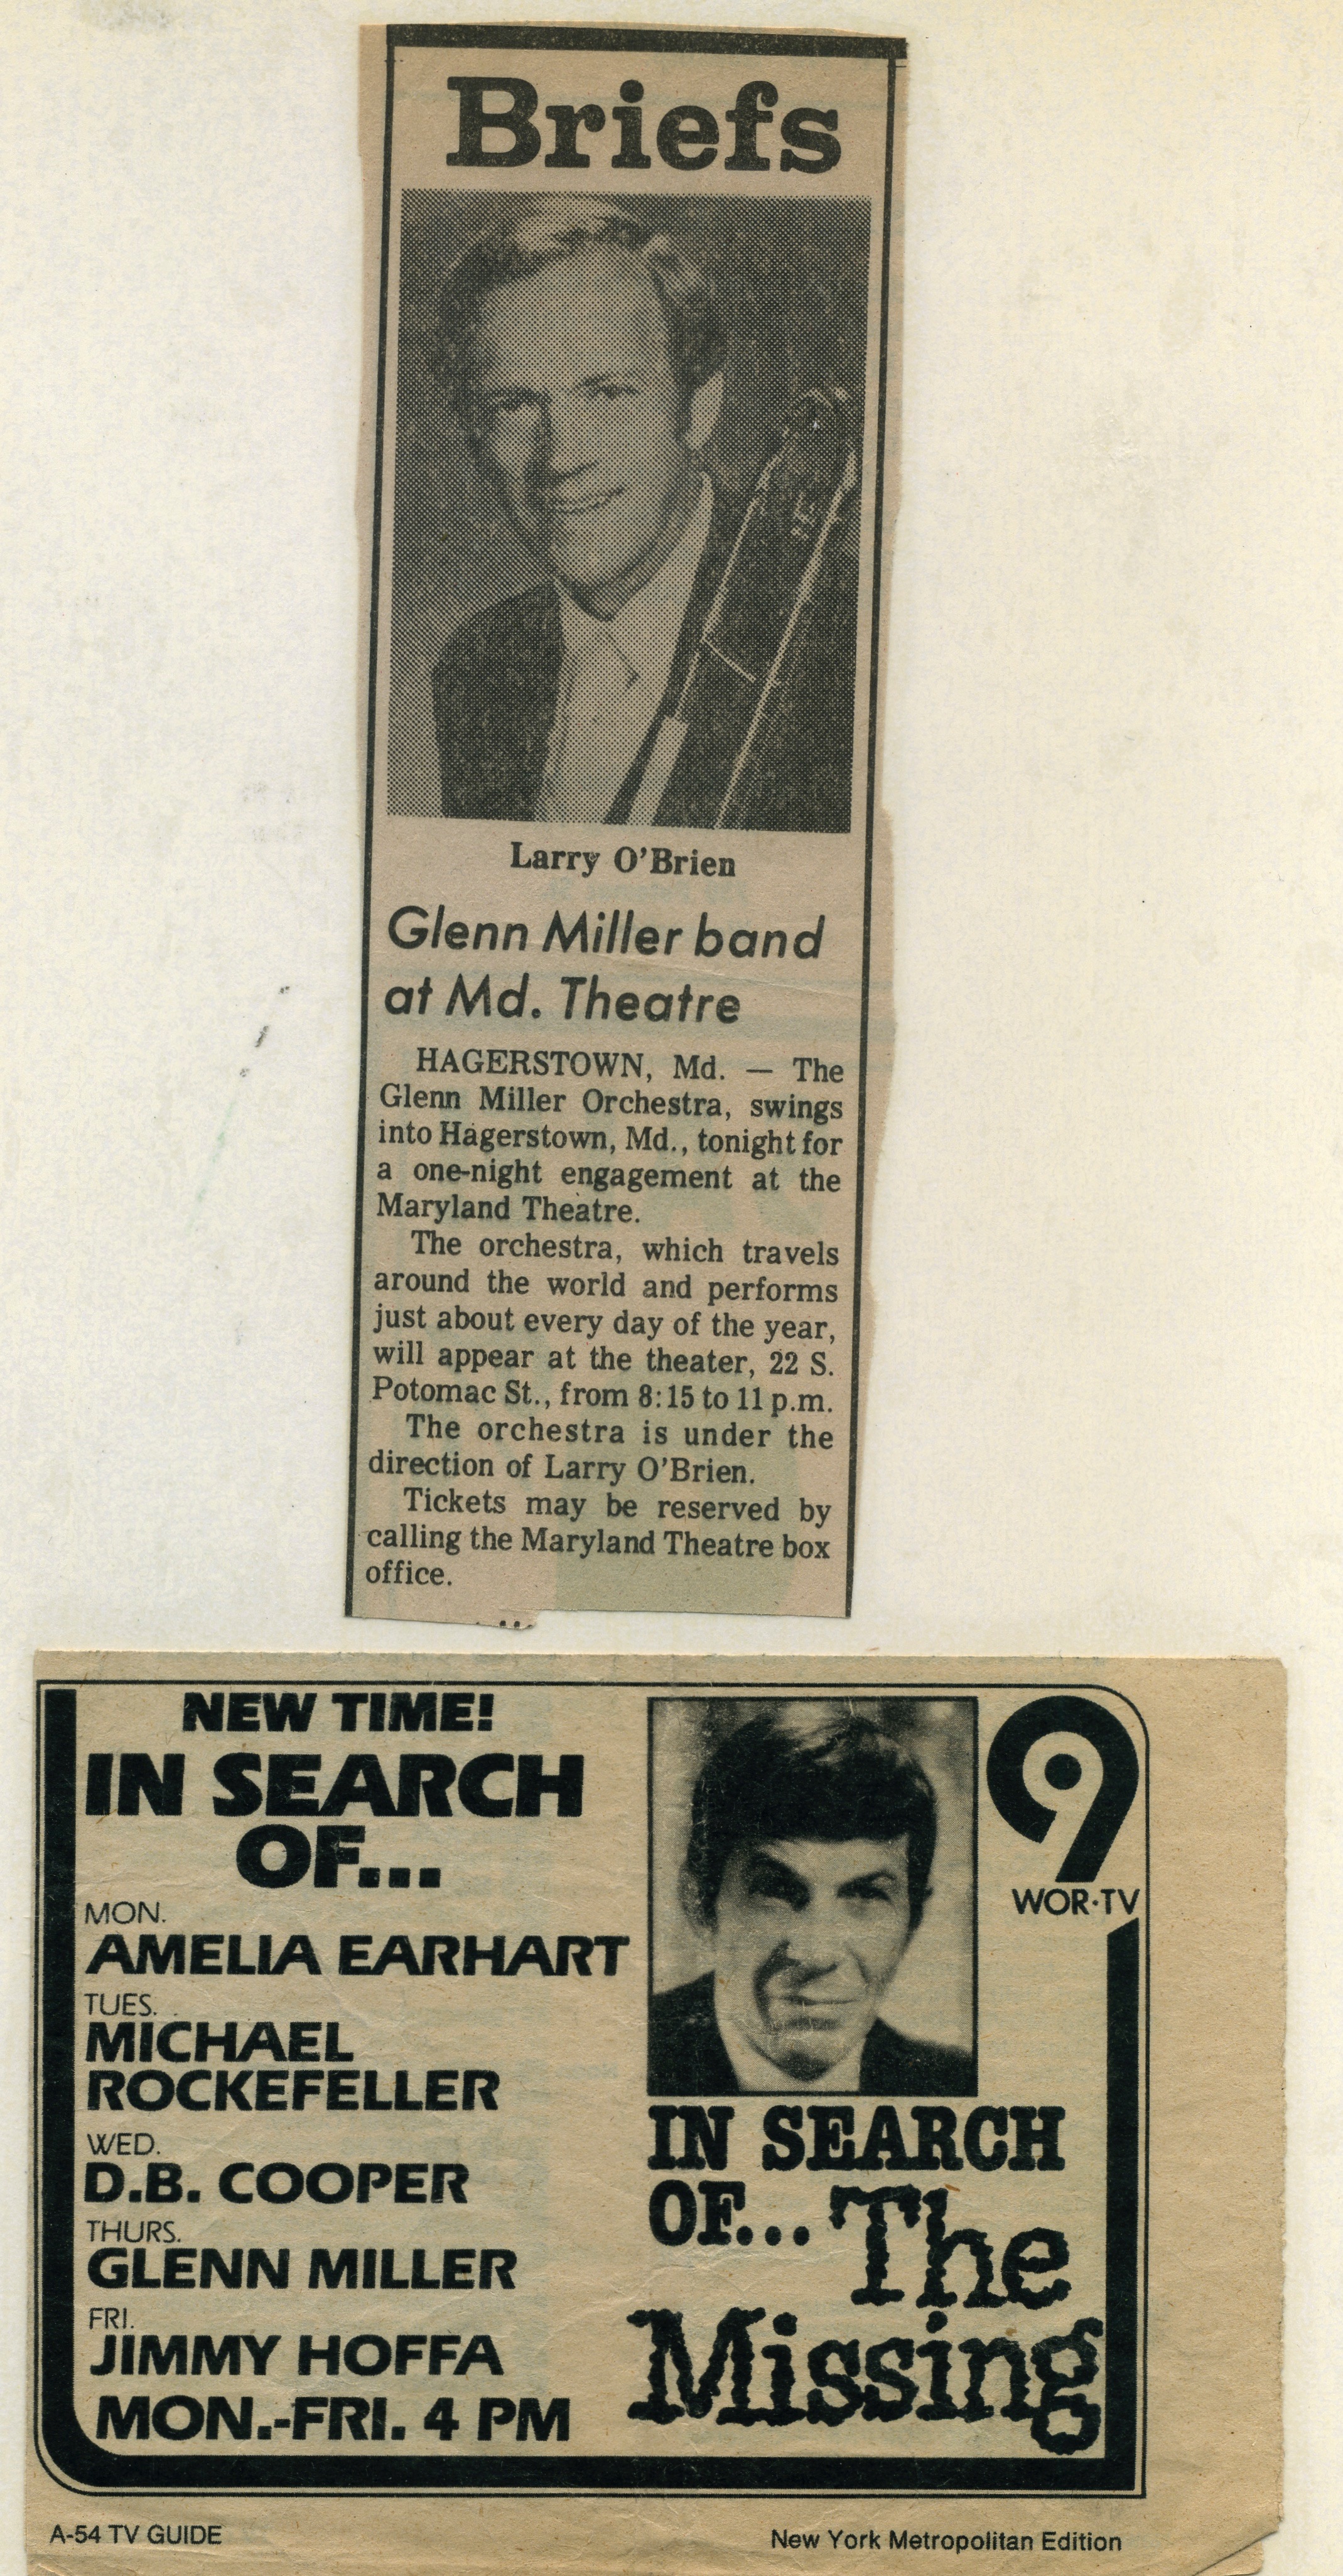 Briefs
Larry O'Brien
Glenn Miller band
at Md. Theatre
HAGERSTOWN, Md. — The
Glenn Miller Orchestra, swings
into Hagerstown, Md., tonight for
a one-night engagement at the
Maryland Theatre.
The orchestra, which travels
around the world and performs
just about every day of the year,
will appear at the theater, 22 S.
Potomac St., from 8:15 to 11 p.m.
The orchestra is under the
direction of Larry O'Brien.
Tickets may be reserved by
calling the Maryland Theatre box
office.
NEW TIME!
IN SEARCH
OF...
MON.
AMELIA EARHART
TUES.
MICHAEL
ROCKEFELLER
WED.
D.B. COOPER
THURS.
GLENN MILLER
FRI.
JIMMY HOFFA
MON.-FRI. 4 PM
9
WOR·TV
IN SEARCH
OF... The
Missing
A-54 TV GUIDE
New York Metropolitan Edition